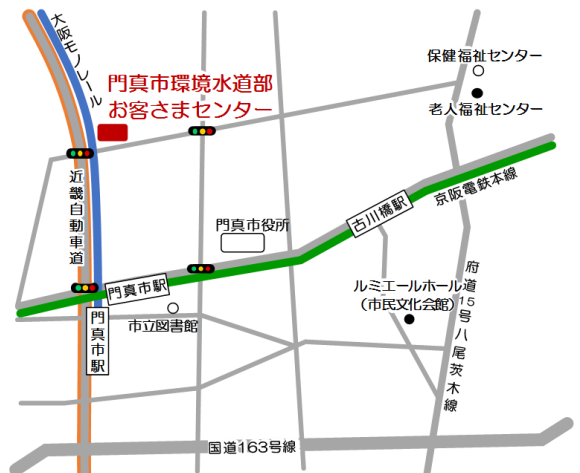 大阪モノレール
門真市環境水道部
お客さまセンター
保健福祉センター
老人福祉センター
近畿自動車道
門真市役所
古川橋駅
京阪電鉄本線
門真市駅
門真市駅
市立図書館
ルミエールホール
(市民文化会館)
府道15号八尾茨木線
国道163号線